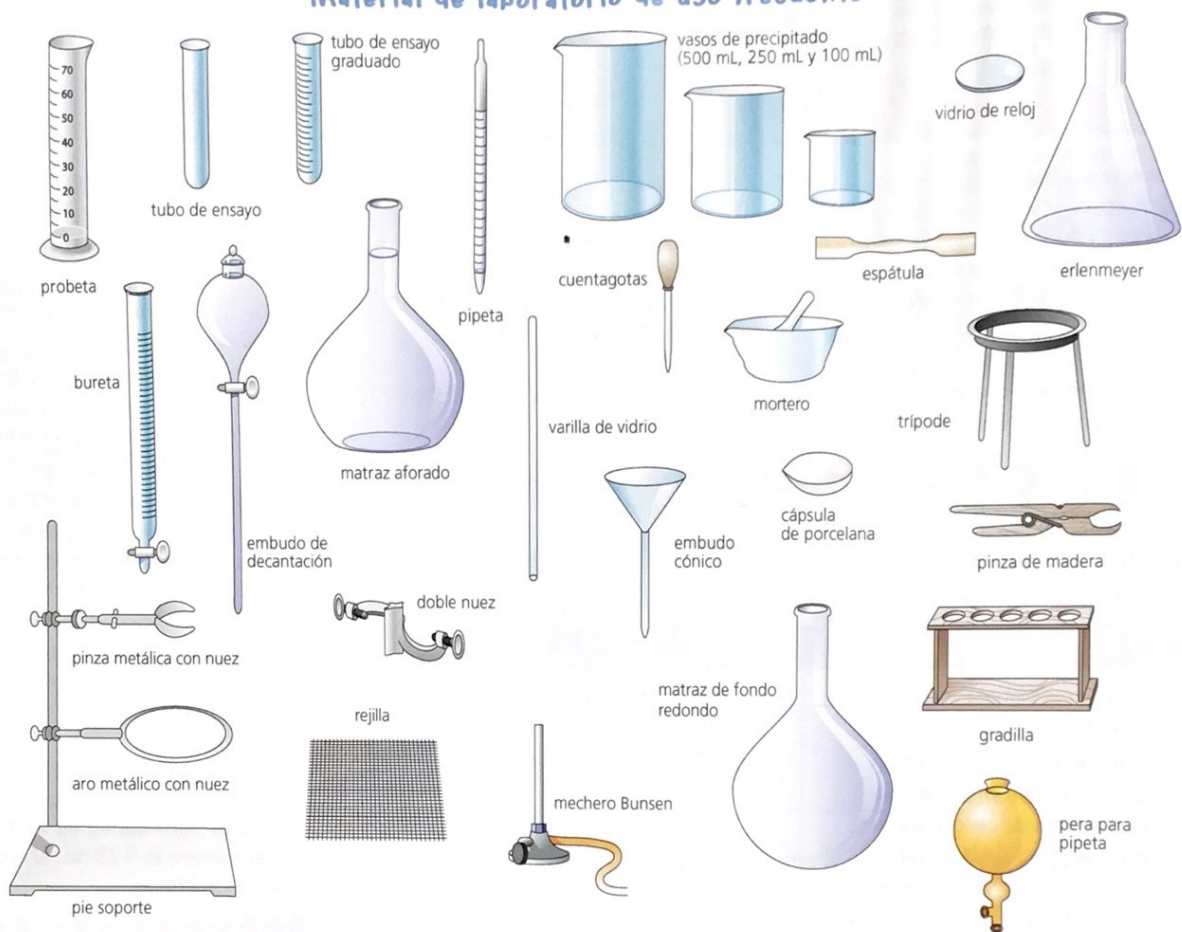 Material de laboratorio de uso frecuente
tubo de ensayo
graduado
vasos de precipitado
(500 mL, 250 mL y 100 mL)
vidrio de reloj
70
60
50
40
30
20
10
0
tubo de ensayo
probeta
cuentagotas
espátula
erlenmeyer
pipeta
bureta
mortero
trípode
varilla de vidrio
matraz aforado
cápsula
de porcelana
embudo de
decantación
embudo
cónico
pinza de madera
doble nuez
pinza metálica con nuez
matraz de fondo
redondo
rejilla
gradilla
aro metálico con nuez
mechero Bunsen
pera para
pipeta
pie soporte